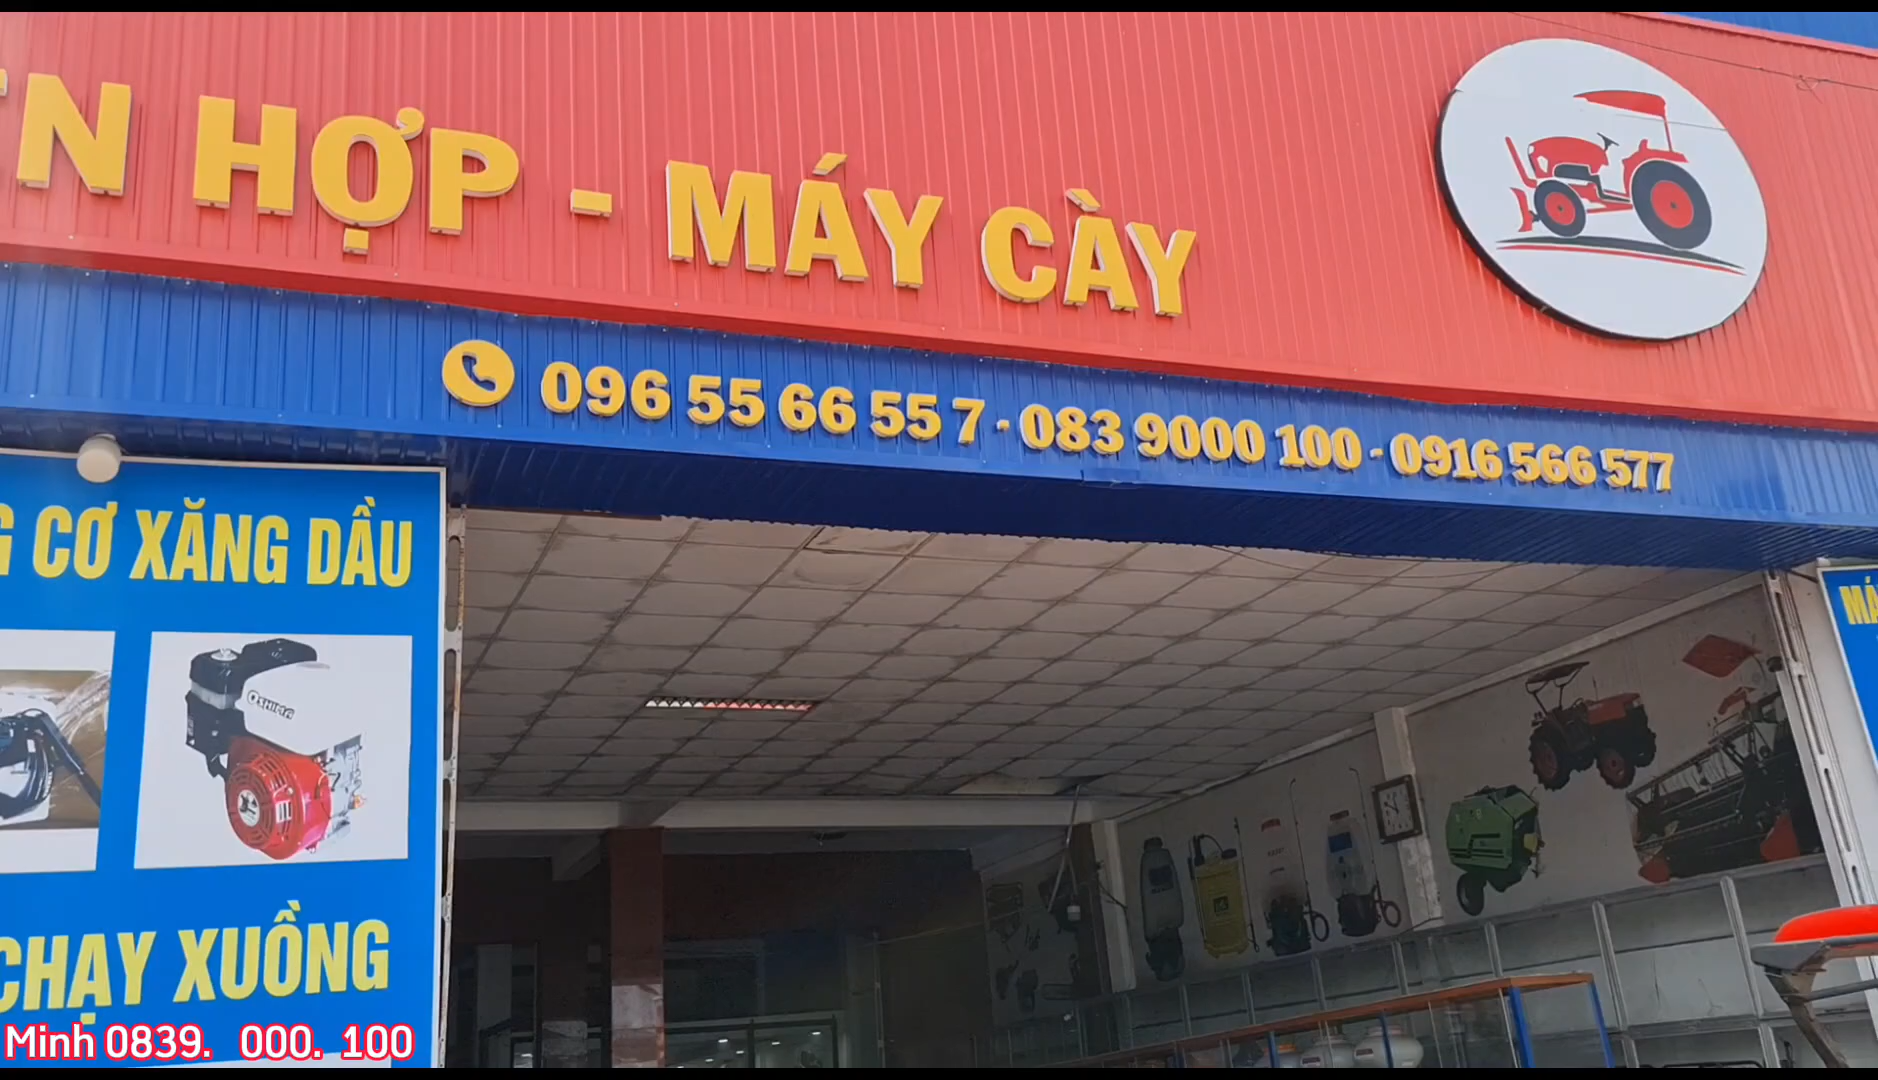 N HỢP - MÁY CÀY
096 55 66 55 7 - 083 9000 100 - 0916 566 577
CƠ XĂNG DẦU
OSHIMA
CHẠY XUỒNG
Minh 0839. 000. 100